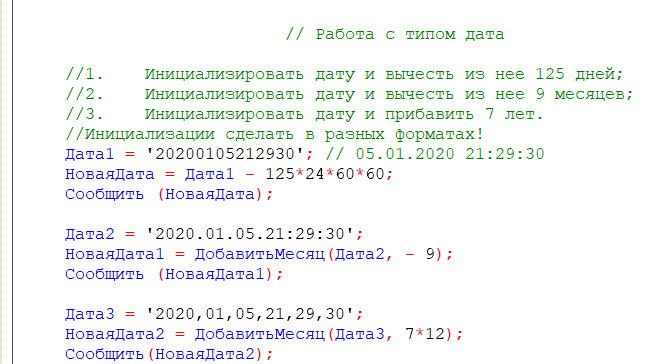 // Работа с типом дата
//1. Инициализировать дату и вычесть из нее 125 дней;
//2. Инициализировать дату и вычесть из нее 9 месяцев;
//3. Инициализировать дату и прибавить 7 лет.
//Инициализации сделать в разных форматах!
Дата1 = '20200105212930'; // 05.01.2020 21:29:30
НоваяДата = Дата1 - 125*24*60*60;
Сообщить (НоваяДата);
Дата2 = '2020.01.05.21:29:30';
НоваяДата1 = ДобавитьМесяц(Дата2, - 9);
Сообщить (НоваяДата1);
Дата3 = '2020,01,05,21,29,30';
НоваяДата2 = ДобавитьМесяц(Дата3, 7*12);
Сообщить(НоваяДата2);